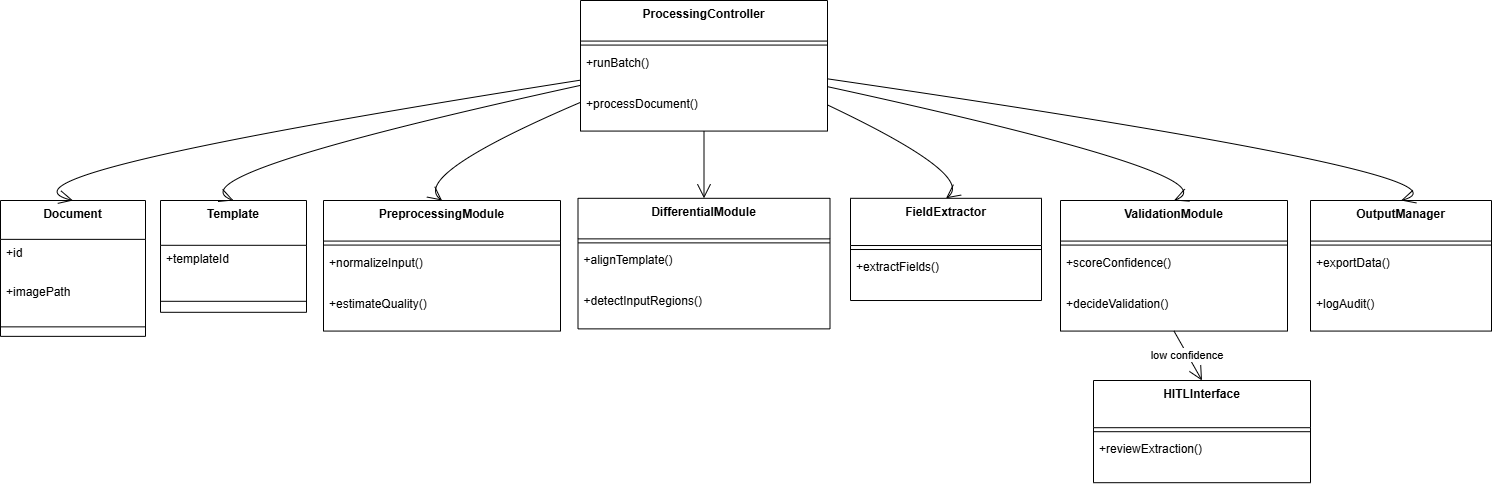 ProcessingController
+runBatch()
+processDocument()
Document
+id
+imagePath
Template
+templateId
PreprocessingModule
+normalizeInput()
+estimateQuality()
DifferentialModule
+alignTemplate()
+detectInputRegions()
FieldExtractor
+extractFields()
ValidationModule
+scoreConfidence()
+decideValidation()
OutputManager
+exportData()
+logAudit()
low confidence
HITLInterface
+reviewExtraction()